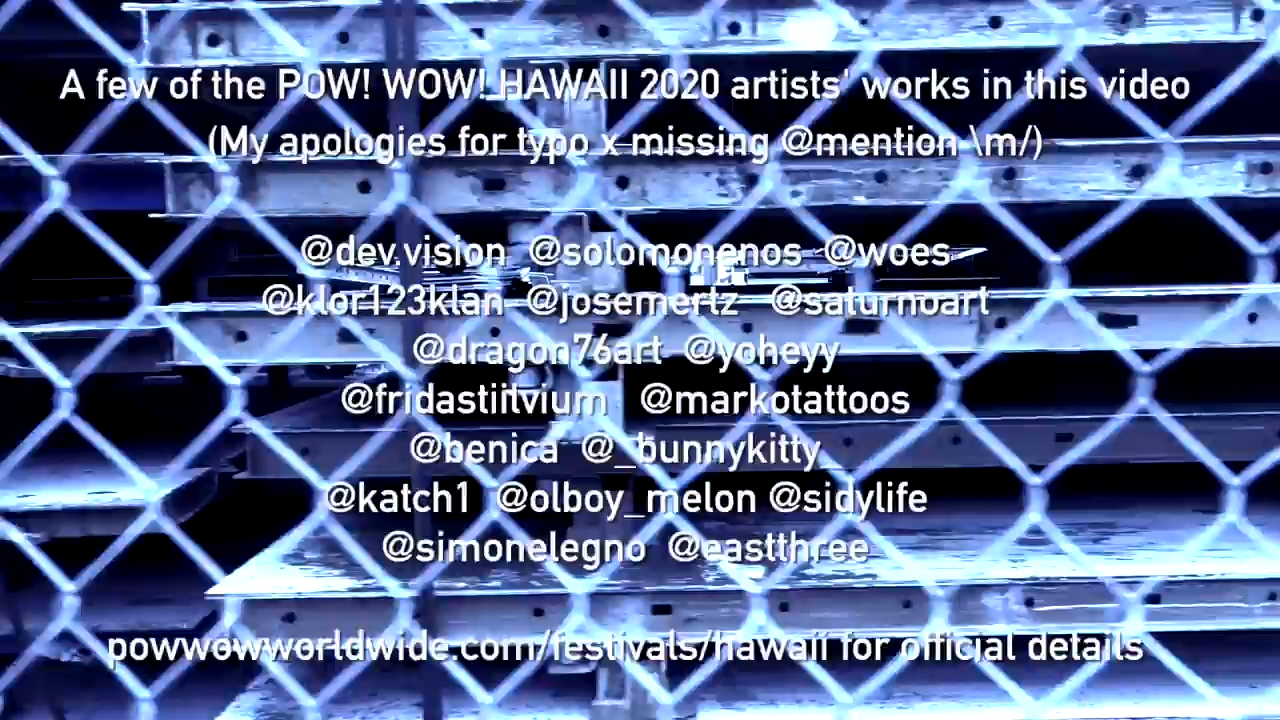 A few of the POW! WOW! HAWAII 2020 artists' works in this video
(My apologies for typo x missing @mention \m/)
@dev.vision @solomonenos @woes
@klor123klan @josemertz @saturnoart
@dragon76art @yoheyy
@fridastiilvium @markotattoos
@benica @_bunnykitty_
@katch1 @olboy_melon @sidylife
@simonelegno @eastthree
powwowworldwide.com/festivals/hawaii for official details